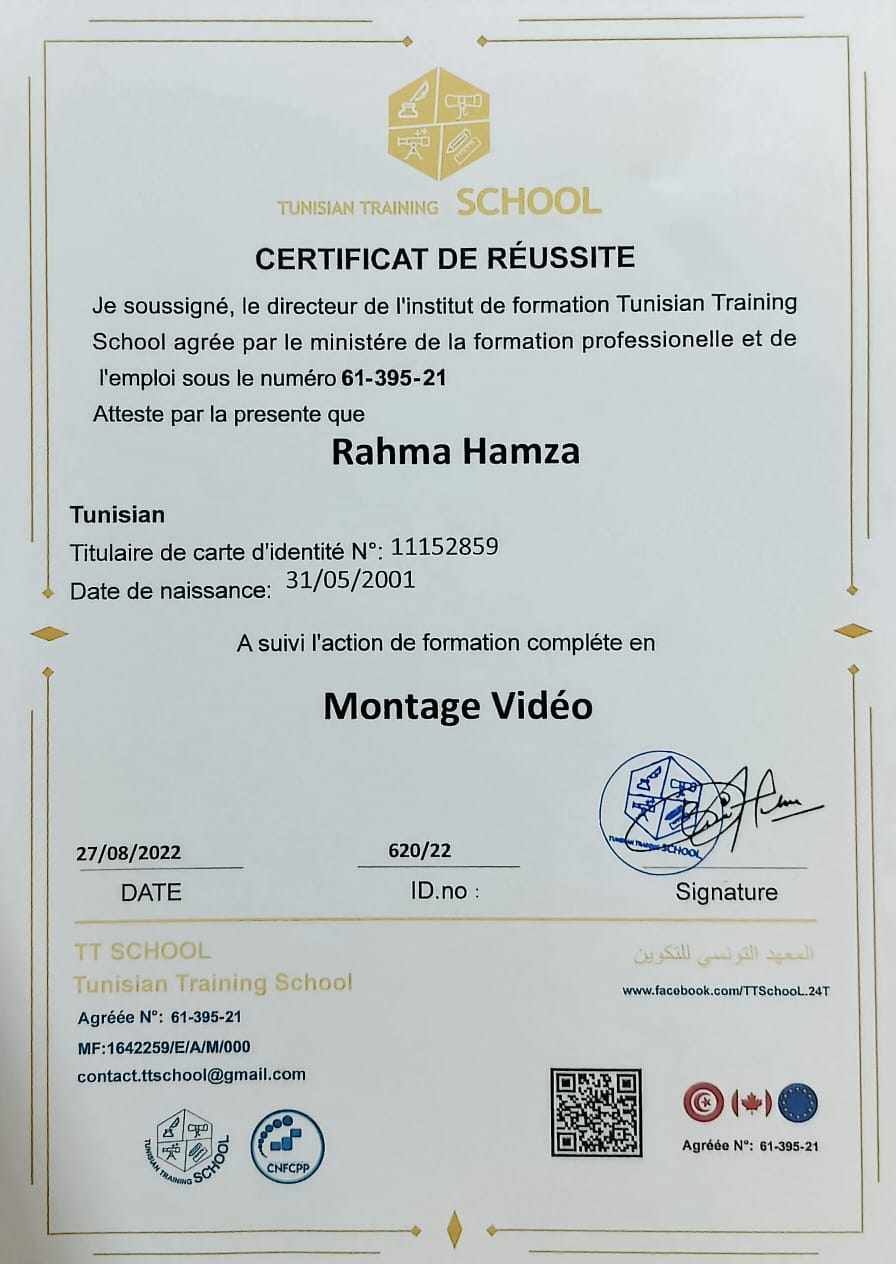 TUNISIAN TRAINING SCHOOL
CERTIFICAT DE RÉUSSITE
Je soussigné, le directeur de l'institut de formation Tunisian Training
School agrée par le ministére de la formation professionelle et de
l'emploi sous le numéro 61-395-21
Atteste par la presente que
Rahma Hamza
Tunisian
Titulaire de carte d'identité N°: 11152859
Date de naissance: 31/05/2001
A suivi l'action de formation compléte en
Montage Vidéo
TUNISIAN TRAINING SCHOOL
27/08/2022
620/22
DATE
ID.no :
Signature
TT SCHOOL
Tunisian Training School
Agréée N°: 61-395-21
MF:1642259/E/A/M/000
contact.ttschool@gmail.com
المعهد التونسي للتكوين
www.facebook.com/TTSchooL.24T
TUNISIAN TRAINING SCHOOL
CNFCPP
Agréée N°: 61-395-21